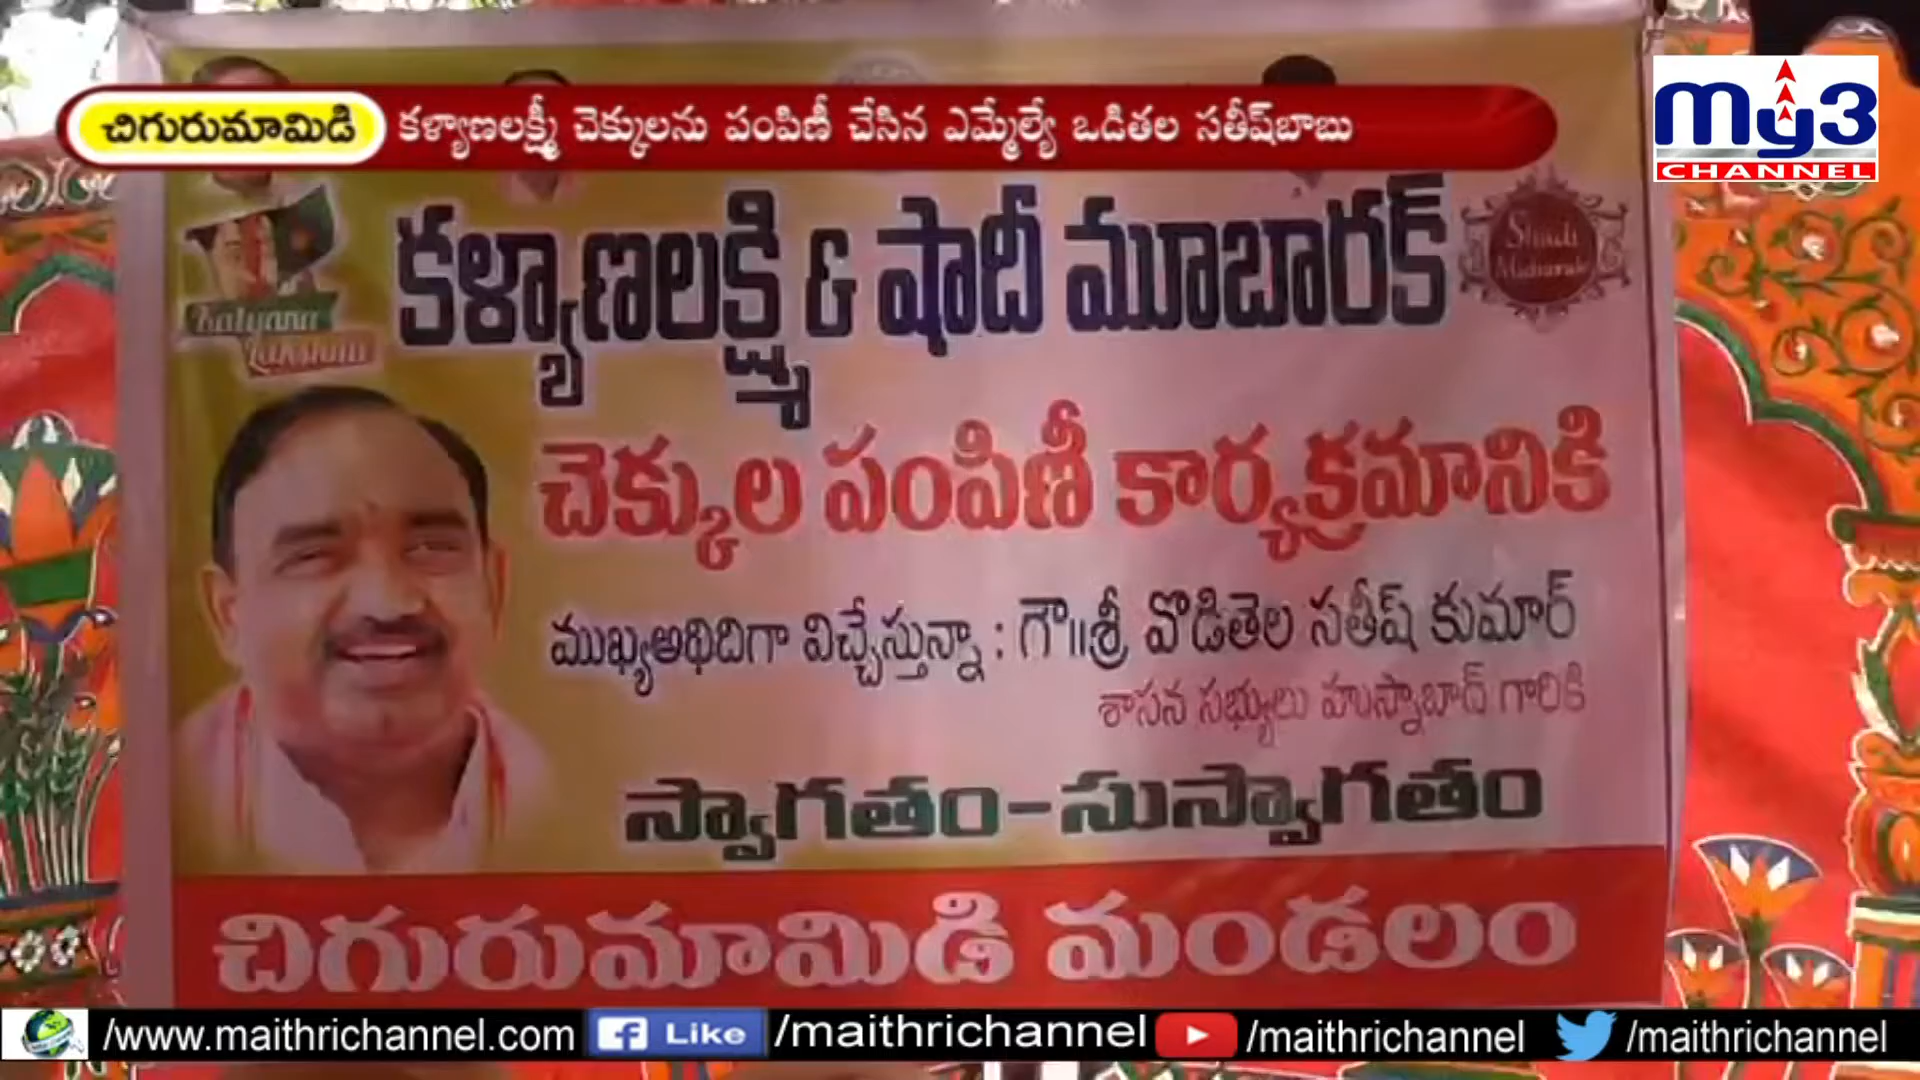 చిగురుమామిడి కళ్యాణలక్ష్మీ చెక్కులను పంపిణీ చేసిన ఎమ్మేల్యే ఒడితల సతీష్‌బాబు
my3
CHANNEL
Kalyana
Lakshmi
కళ్యాణలక్ష్మి & షాదీ మూబారక్
Shadi
Mubarak
చెక్కుల పంపిణీ కార్యక్రమానికి
ముఖ్యఅథిదిగా విచ్చేస్తున్నా : గౌ॥శ్రీ వొడితెల సతీష్ కుమార్
శాసన సభ్యులు హుస్నాబాద్ గారికి
స్వాగతం-సుస్వాగతం
చిగురుమామిడి మండలం
/www.maithrichannel.com f Like /maithrichannel /maithrichannel /maithrichannel